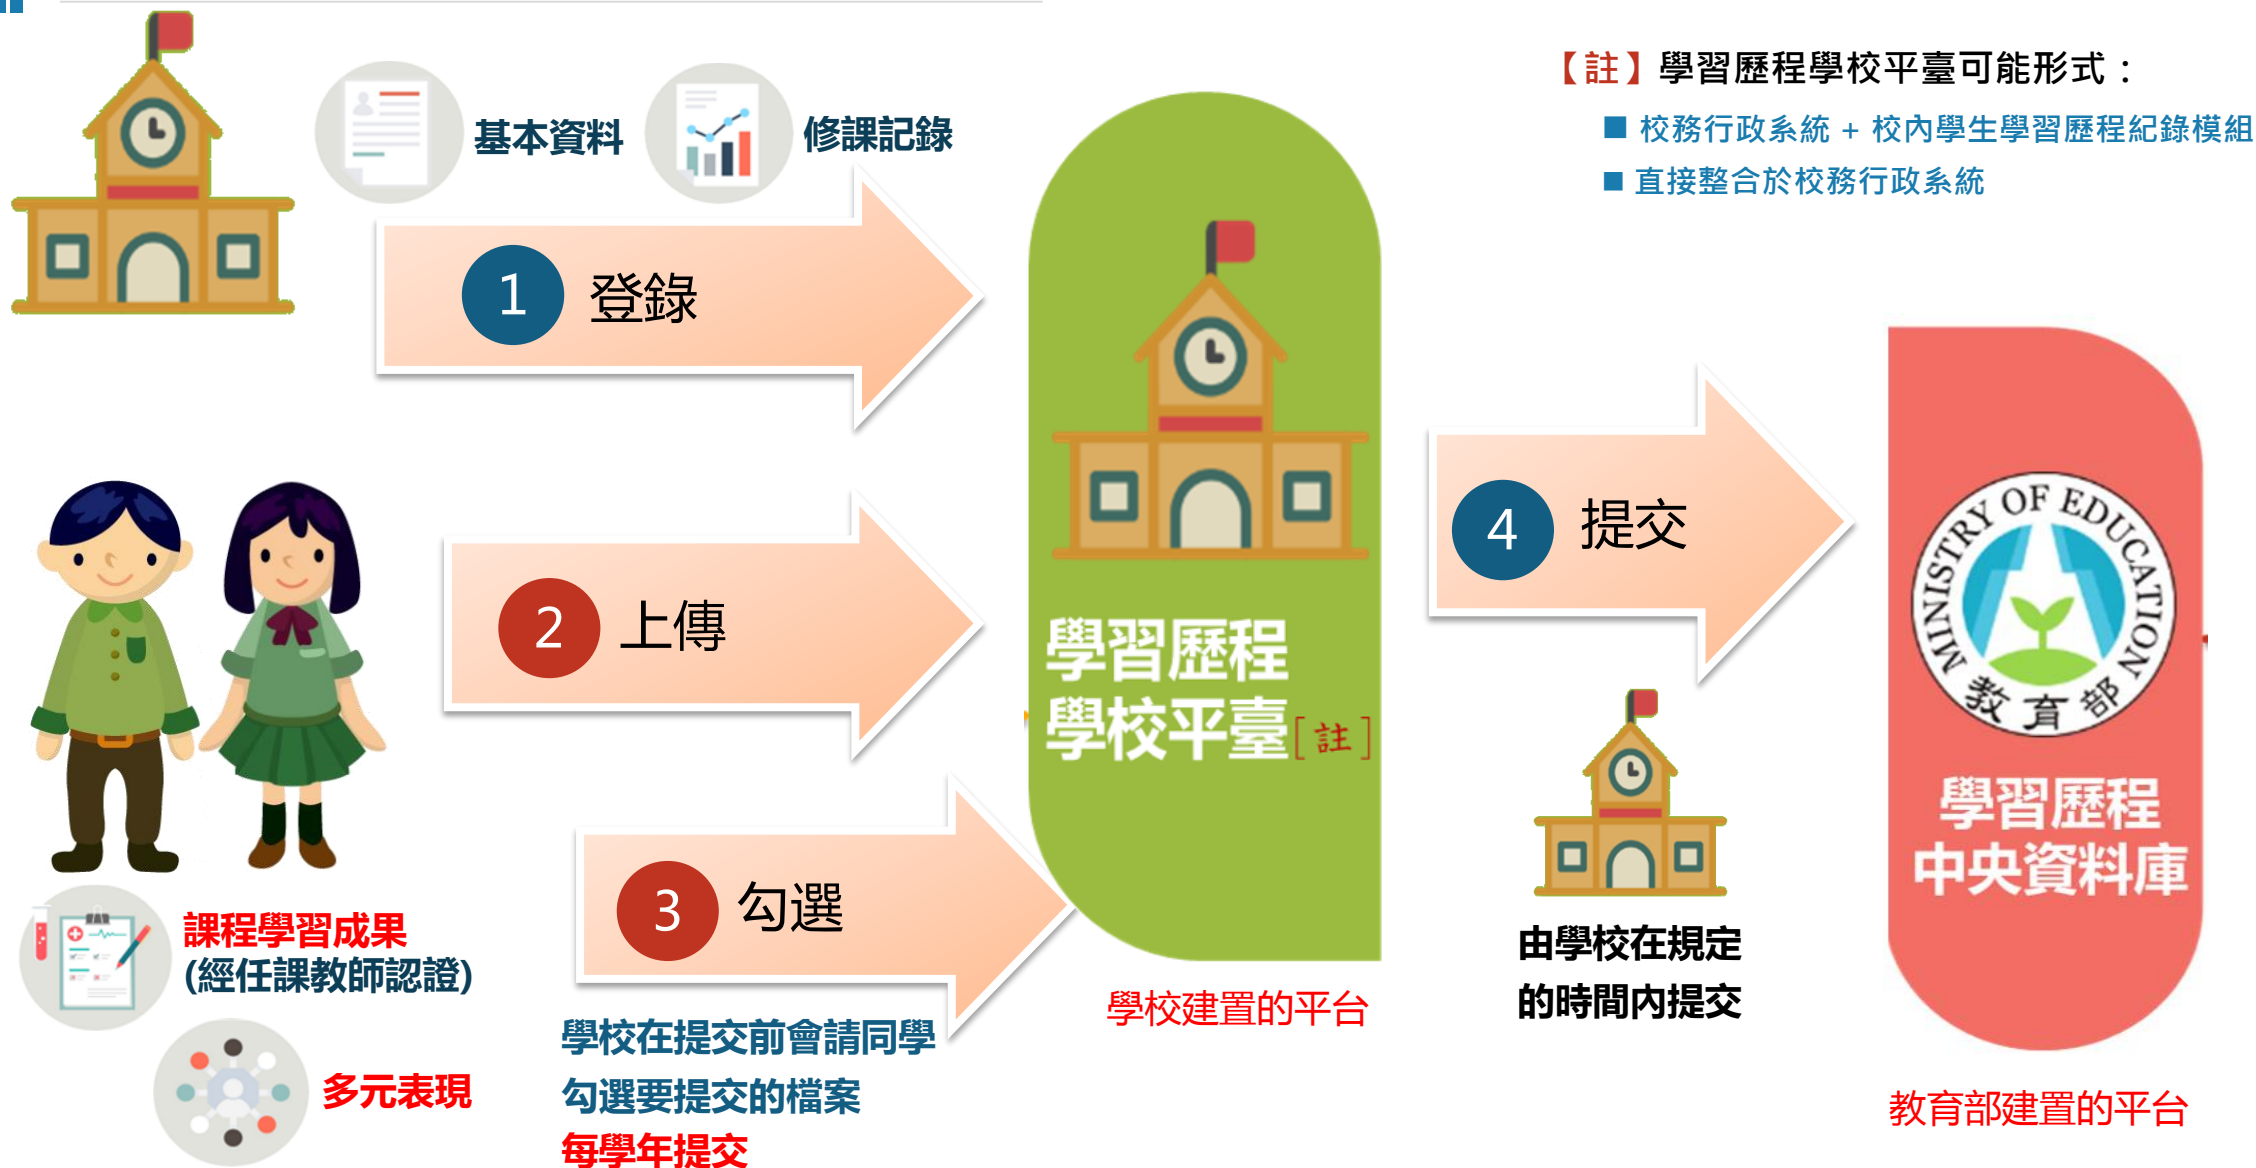 【註】學習歷程學校平臺可能形式：
■ 校務行政系統 + 校內學生學習歷程紀錄模組
■ 直接整合於校務行政系統
基本資料
修課記錄
1 登錄
2 上傳
3 勾選
4 提交
學習歷程
學校平臺[註]
學校建置的平台
課程學習成果
(經任課教師認證)
多元表現
學校在提交前會請同學
勾選要提交的檔案
每學年提交
由學校在規定
的時間內提交
MINISTRY OF EDUCATION
教育部
學習歷程
中央資料庫
教育部建置的平台